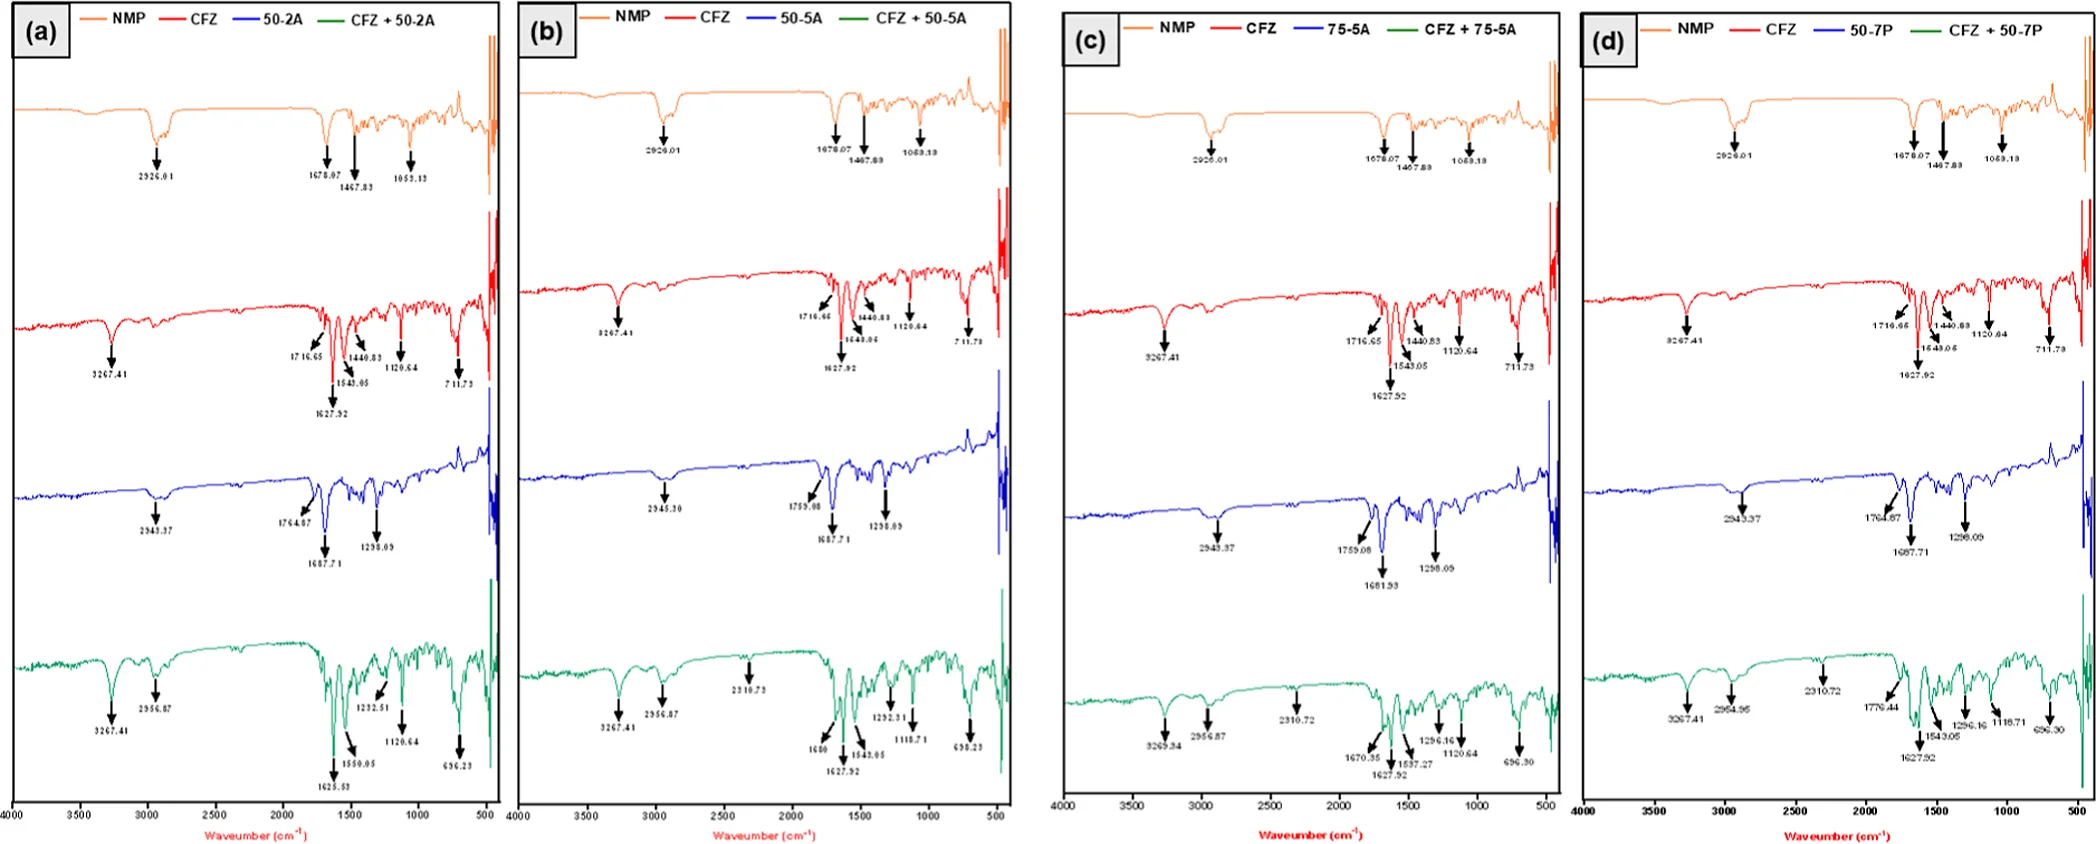 (a) NMP CFZ 50-2A CFZ + 50-2A
2926.01 1678.07 1467.83 1053.13
3267.41 1716.65 1627.92 1543.05 1440.83 1120.64 711.73
2943.37 1764.87 1687.71 1298.09
3267.41 2956.87 1625.53 1550.05 1232.51 1120.64 696.23
4000 3500 3000 2500 2000 1500 1000 500
Waveumber (cm-1)
(b) NMP CFZ 50-5A CFZ + 50-5A
2926.01 1678.07 1467.83 1053.13
3267.41 1716.65 1627.92 1543.05 1440.83 1120.64 711.73
2945.30 1759.08 1687.71 1298.09
3267.41 2956.87 2310.73 1680 1627.92 1543.05 1292.31 1118.71 698.23
4000 3500 3000 2500 2000 1500 1000 500
Waveumber (cm-1)
(c) NMP CFZ 75-5A CFZ + 75-5A
2926.01 1678.07 1467.83 1053.13
3267.41 1716.65 1627.92 1543.05 1440.83 1120.64 711.73
2943.37 1759.08 1681.93 1298.09
3269.34 2956.87 2310.72 1670.35 1627.92 1537.27 1296.16 1120.64 696.30
4000 3500 3000 2500 2000 1500 1000 500
Waveumber (cm-1)
(d) NMP CFZ 50-7P CFZ + 50-7P
2926.01 1678.07 1467.83 1053.13
3267.41 1716.65 1627.92 1543.05 1440.83 1120.64 711.73
2943.37 1764.87 1687.71 1298.09
3267.41 2954.95 2310.72 1776.44 1627.92 1543.05 1296.16 1118.71 696.30
4000 3500 3000 2500 2000 1500 1000 500
Waveumber (cm-1)